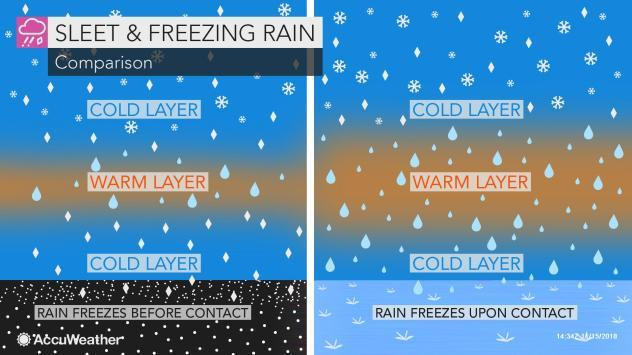 SLEET & FREEZING RAIN
Comparison
COLD LAYER
WARM LAYER
COLD LAYER
RAIN FREEZES BEFORE CONTACT
AccuWeather
COLD LAYER
WARM LAYER
COLD LAYER
RAIN FREEZES UPON CONTACT